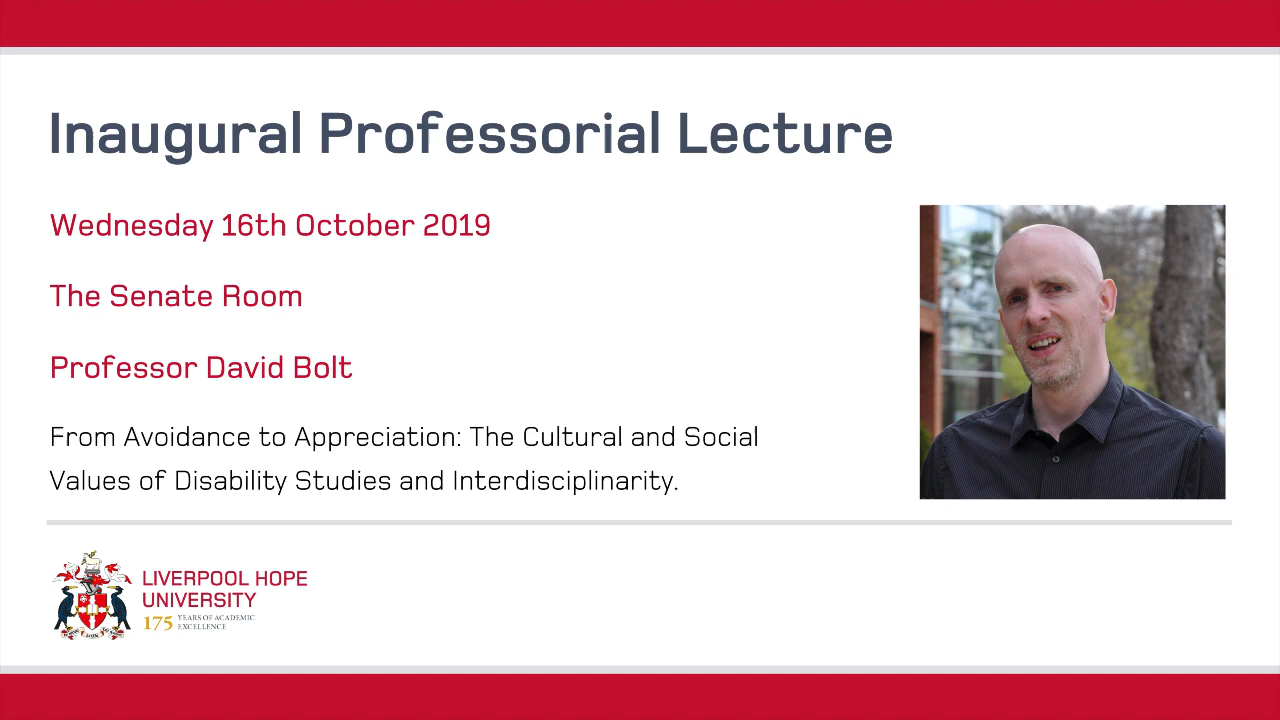 Inaugural Professorial Lecture
Wednesday 16th October 2019
The Senate Room
Professor David Bolt
From Avoidance to Appreciation: The Cultural and Social
Values of Disability Studies and Interdisciplinarity.
LIVERPOOL HOPE
UNIVERSITY
175 YEARS OF ACADEMIC
EXCELLENCE